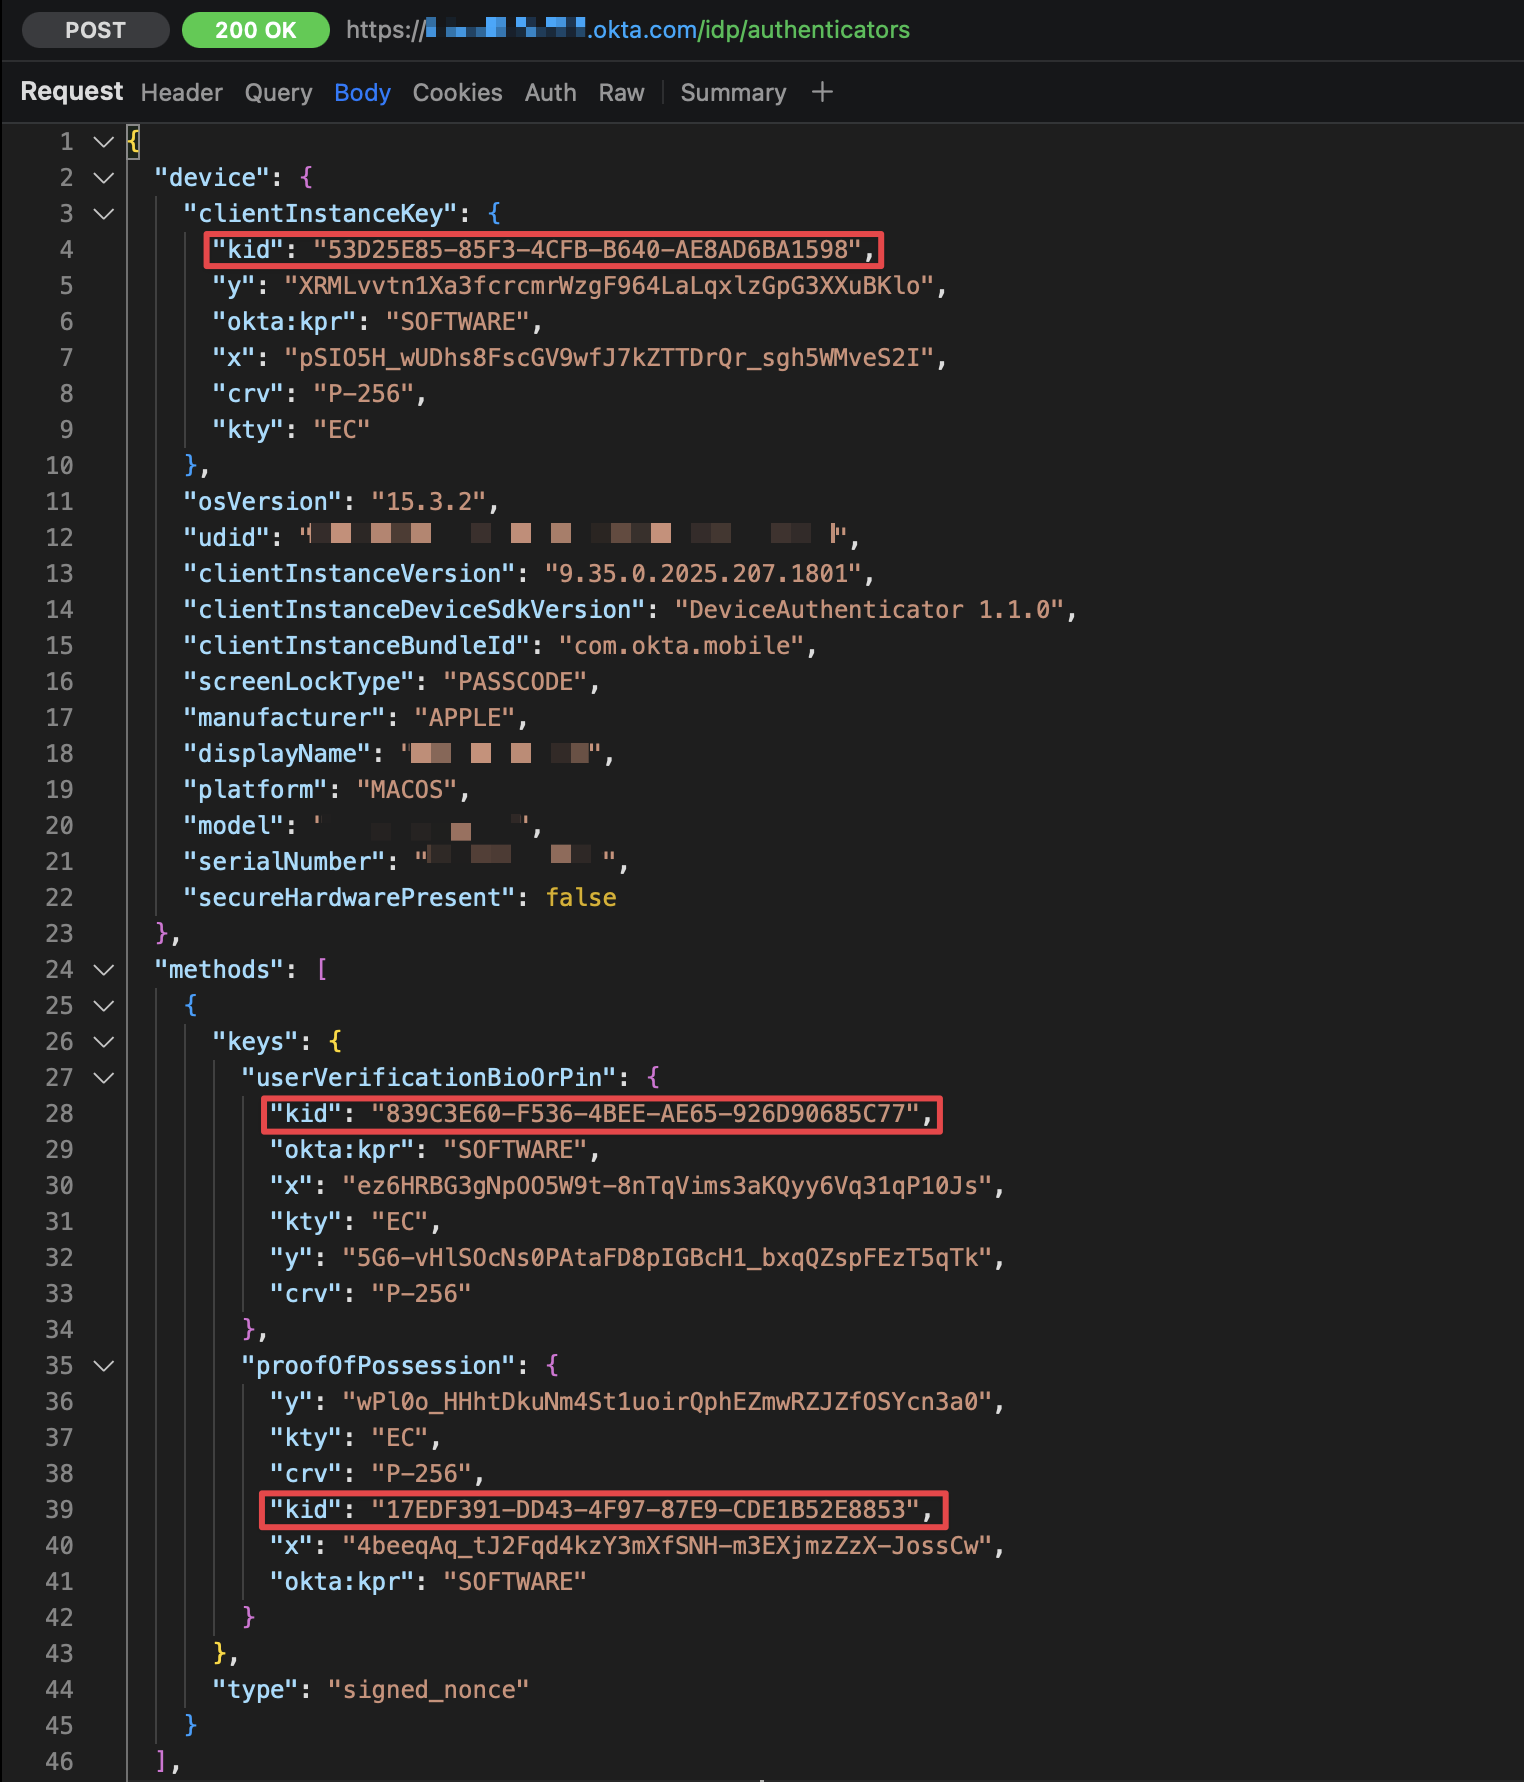 POST 200 OK https://.okta.com/idp/authenticators
Request Header Query Body Cookies Auth Raw Summary +
1 {
2 "device": {
3 "clientInstanceKey": {
4 "kid": "53D25E85-85F3-4CFB-B640-AE8AD6BA1598",
5 "y": "XRMLvvtn1Xa3fcrcmrWzgF964LaLqxlzGpG3XXuBKlo",
6 "okta:kpr": "SOFTWARE",
7 "x": "pSIO5H_wUDhs8FscGV9wfJ7kZTTDrQr_sgh5WMveS2I",
8 "crv": "P-256",
9 "kty": "EC"
10 },
11 "osVersion": "15.3.2",
12 "udid": "",
13 "clientInstanceVersion": "9.35.0.2025.207.1801",
14 "clientInstanceDeviceSdkVersion": "DeviceAuthenticator 1.1.0",
15 "clientInstanceBundleId": "com.okta.mobile",
16 "screenLockType": "PASSCODE",
17 "manufacturer": "APPLE",
18 "displayName": "",
19 "platform": "MACOS",
20 "model": "",
21 "serialNumber": "",
22 "secureHardwarePresent": false
23 },
24 "methods": [
25 {
26 "keys": {
27 "userVerificationBioOrPin": {
28 "kid": "839C3E60-F536-4BEE-AE65-926D90685C77",
29 "okta:kpr": "SOFTWARE",
30 "x": "ez6HRBG3gNpOO5W9t-8nTqVims3aKQyy6Vq31qP10Js",
31 "kty": "EC",
32 "y": "5G6-vHlSOcNs0PAtaFD8pIGBcH1_bxqQZspFEzT5qTk",
33 "crv": "P-256"
34 },
35 "proofOfPossession": {
36 "y": "wPl0o_HHhtDkuNm4St1uoirQphEZmwRZJZfOSYcn3a0",
37 "kty": "EC",
38 "crv": "P-256",
39 "kid": "17EDF391-DD43-4F97-87E9-CDE1B52E8853",
40 "x": "4beeqAq_tJ2Fqd4kzY3mXfSNH-m3EXjmzZzX-JossCw",
41 "okta:kpr": "SOFTWARE"
42 }
43 },
44 "type": "signed_nonce"
45 }
46 ],